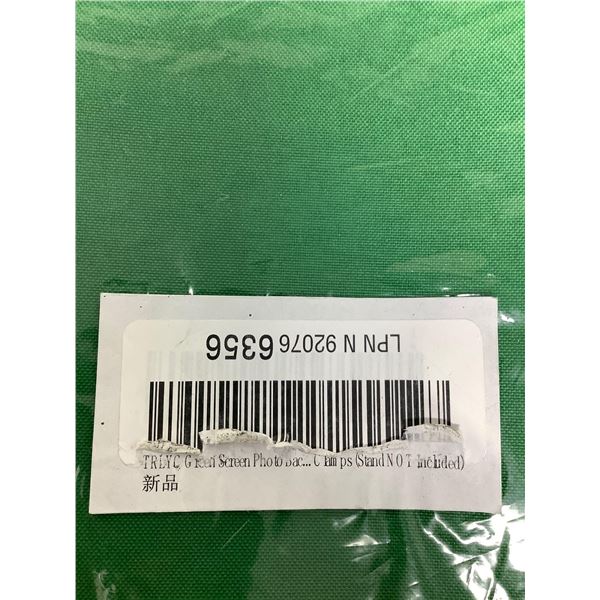 LPN N 92076 6356
TRLYC Green Screen Photo Bac... Clamps (Stand NOT Included)
新品